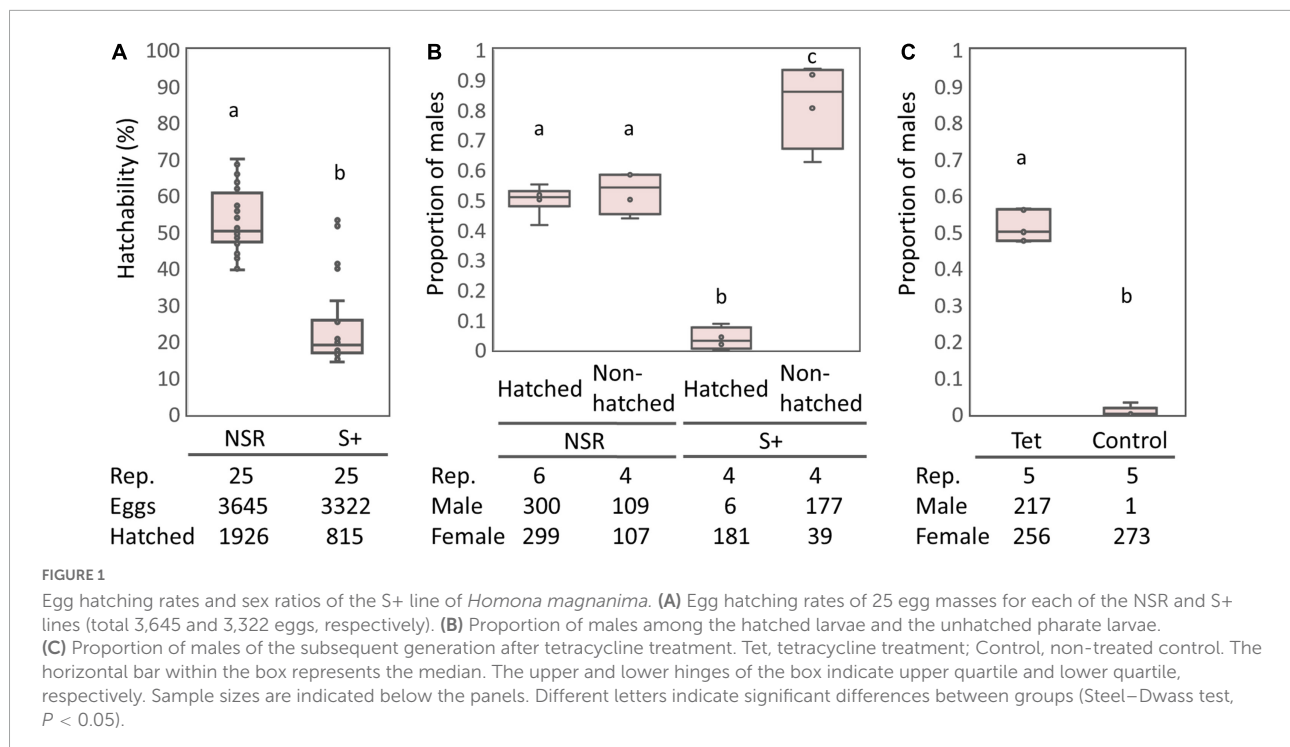 A
Hatchability (%)
100
90
80
70
60
50
40
30
20
10
0
a
b
NSR S+
Rep. 25 25
Eggs 3645 3322
Hatched 1926 815
B
Proportion of males
1
0.9
0.8
0.7
0.6
0.5
0.4
0.3
0.2
0.1
0
a
a
b
c
Hatched Non-hatched Hatched Non-hatched
NSR S+
Rep. 6 4 4 4
Male 300 109 6 177
Female 299 107 181 39
C
Proportion of males
1
0.9
0.8
0.7
0.6
0.5
0.4
0.3
0.2
0.1
0
a
b
Tet Control
Rep. 5 5
Male 217 1
Female 256 273
FIGURE 1
Egg hatching rates and sex ratios of the S+ line of Homona magnanima. (A) Egg hatching rates of 25 egg masses for each of the NSR and S+
lines (total 3,645 and 3,322 eggs, respectively). (B) Proportion of males among the hatched larvae and the unhatched pharate larvae.
(C) Proportion of males of the subsequent generation after tetracycline treatment. Tet, tetracycline treatment; Control, non-treated control. The
horizontal bar within the box represents the median. The upper and lower hinges of the box indicate upper quartile and lower quartile,
respectively. Sample sizes are indicated below the panels. Different letters indicate significant differences between groups (Steel–Dwass test,
P < 0.05).